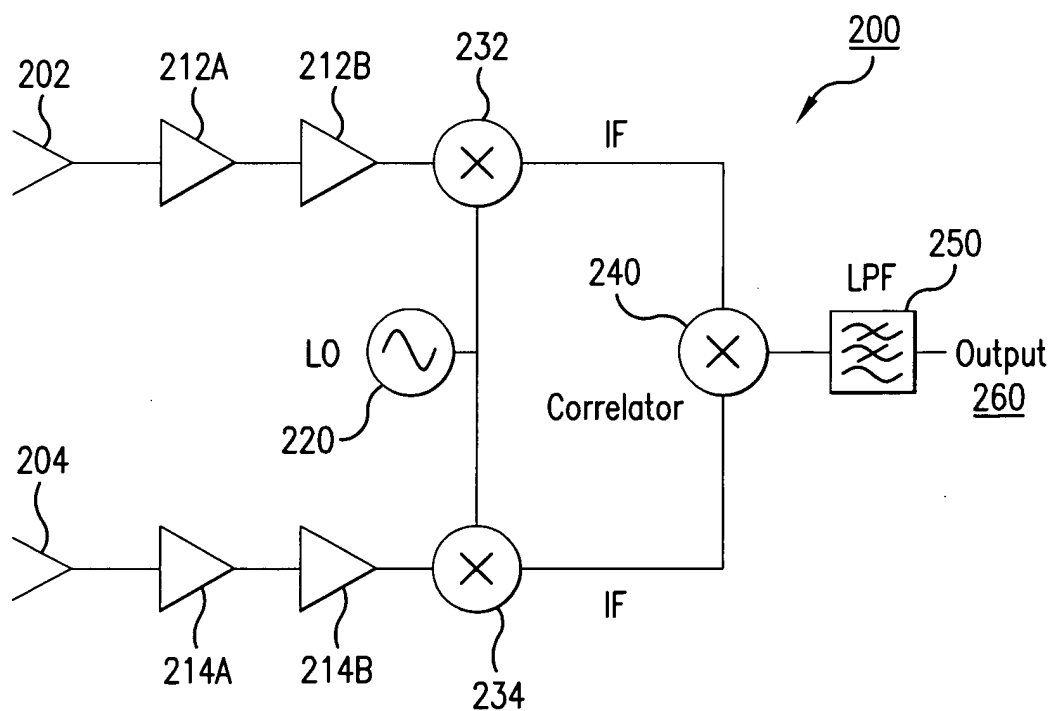 200
202
212A
212B
232
IF
240
LPF
250
LO
Correlator
Output
260
220
204
214A
214B
234
IF